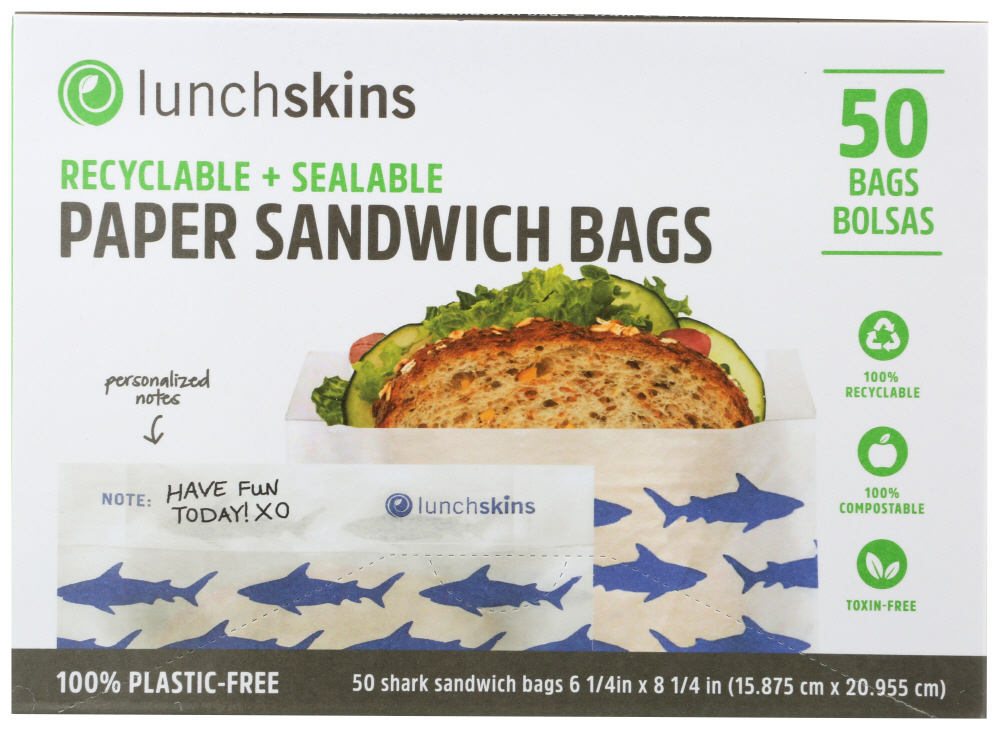 lunchskins
RECYCLABLE + SEALABLE
PAPER SANDWICH BAGS
50
BAGS
BOLSAS
personalized
notes
NOTE: HAVE FUN
TODAY! XO
lunchskins
100%
RECYCLABLE
100%
COMPOSTABLE
TOXIN-FREE
100% PLASTIC-FREE
50 shark sandwich bags 6 1/4in x 8 1/4 in (15.875 cm x 20.955 cm)